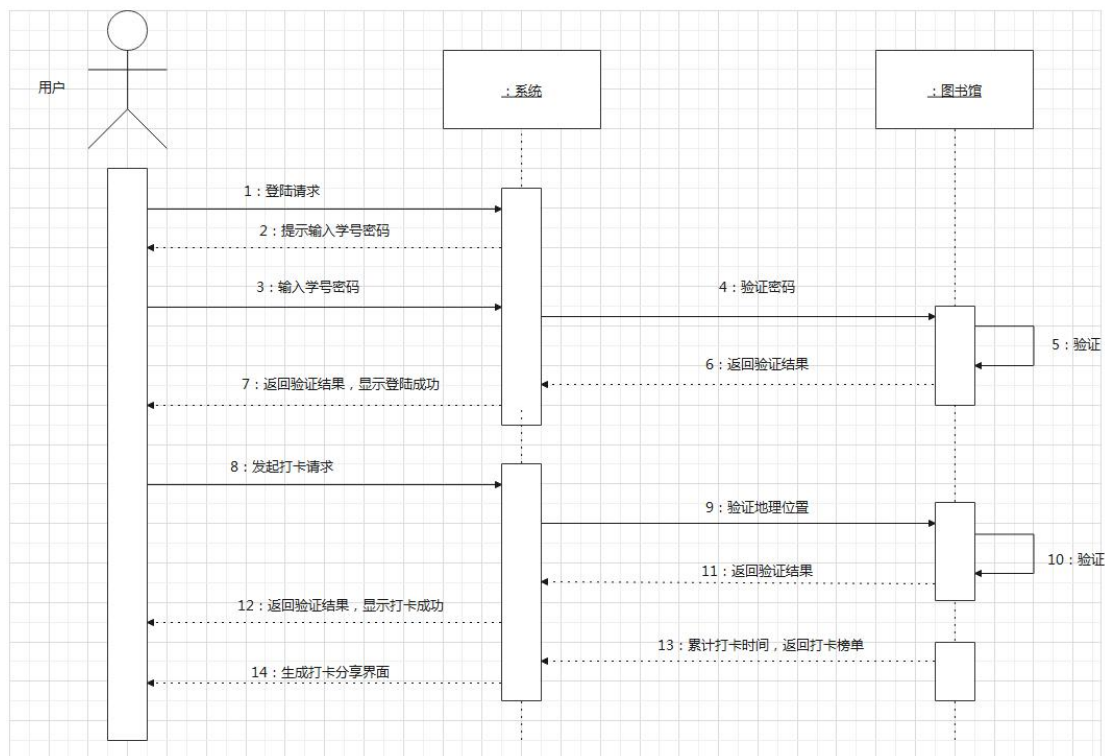 用户
：系统
：图书馆
1：登陆请求
2：提示输入学号密码
3：输入学号密码
4：验证密码
5：验证
6：返回验证结果
7：返回验证结果，显示登陆成功
8：发起打卡请求
9：验证地理位置
10：验证
11：返回验证结果
12：返回验证结果，显示打卡成功
13：累计打卡时间，返回打卡榜单
14：生成打卡分享界面